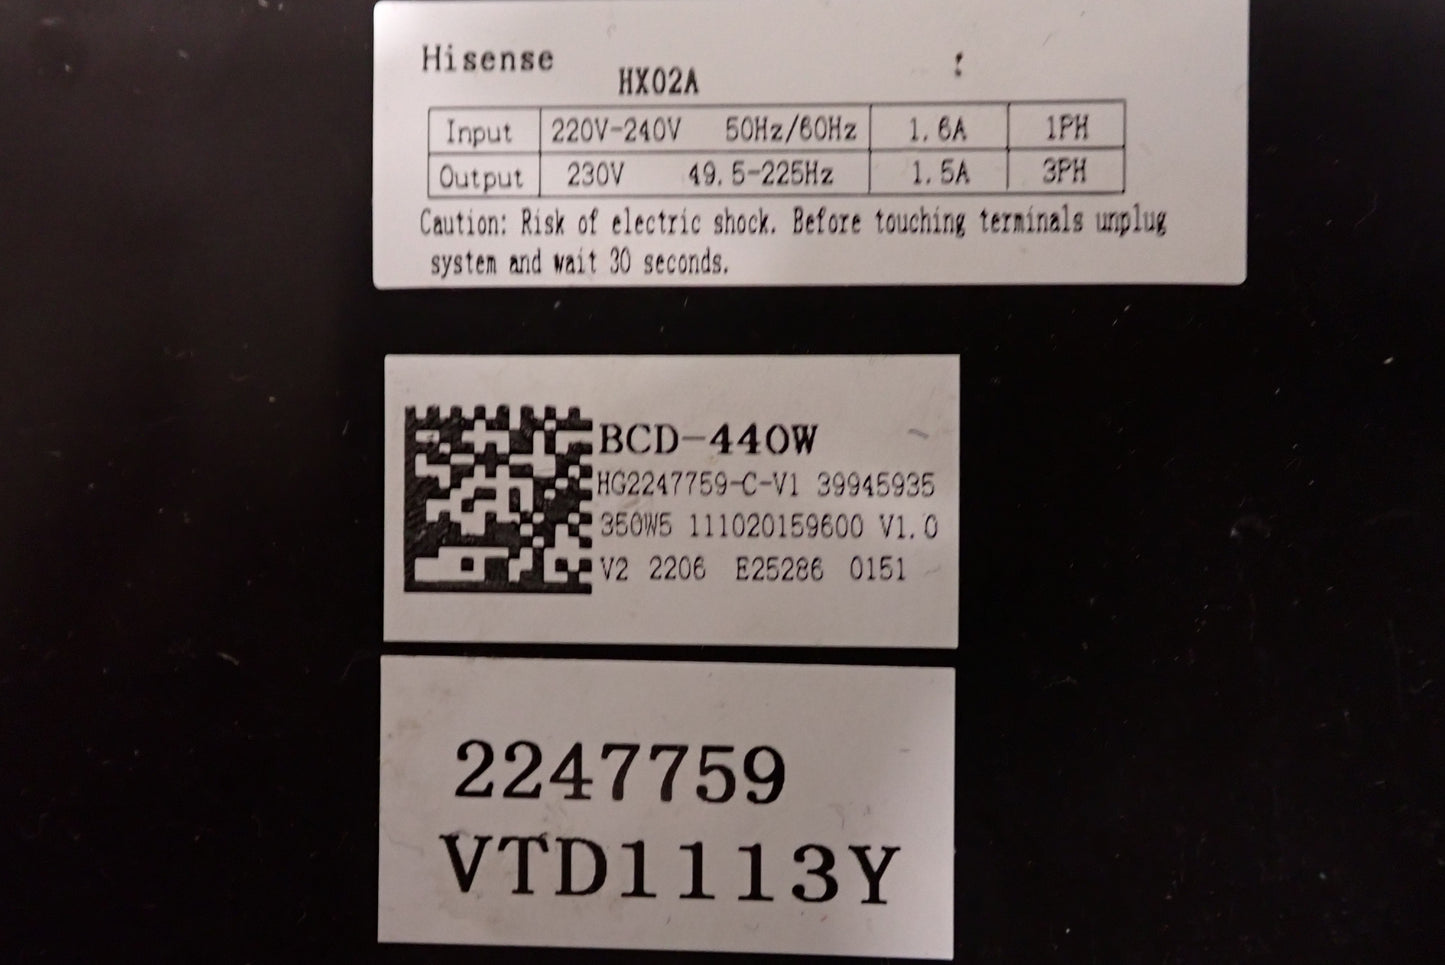 Hisense
HX02A
Input 220V-240V 50Hz/60Hz 1.6A 1PH
Output 230V 49.5-225Hz 1.5A 3PH
Caution: Risk of electric shock. Before touching terminals unplug
system and wait 30 seconds.
BCD-440W
HG2247759-C-V1 39945935
350W5 111020159600 V1.0
V2 2206 E25286 0151
2247759
VTD1113Y